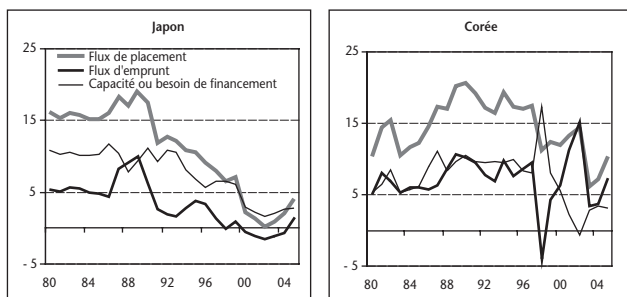 Japon
25
15
5
- 5
80 84 88 92 96 00 04
Flux de placement
Flux d'emprunt
Capacité ou besoin de financement
Corée
25
15
5
- 5
80 84 88 92 96 00 04